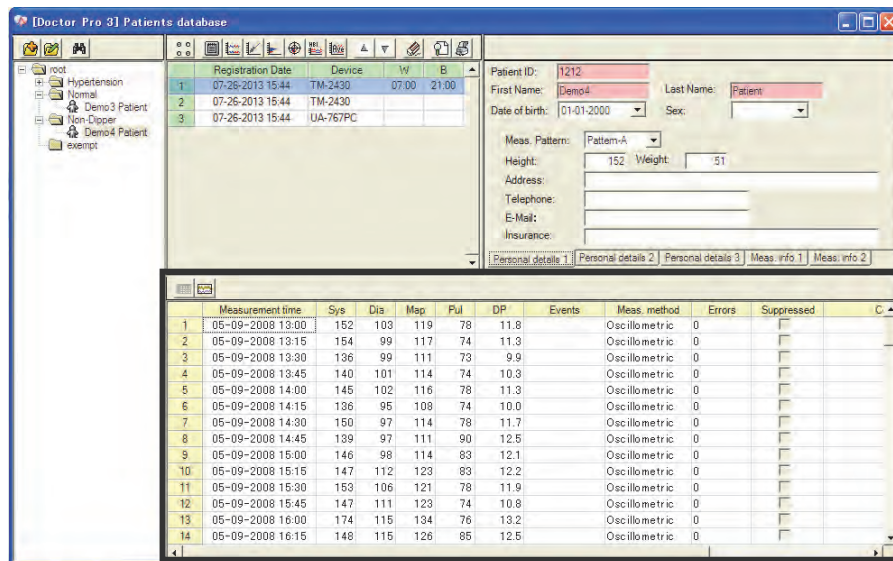 [Doctor Pro 3] Patients database
root
Hypertension
Normal
Demo3 Patient
Non-Dipper
Demo4 Patient
exempt
Registration Date Device W B
1 07-26-2013 15:44 TM-2430 07:00 21:00
2 07-26-2013 15:44 TM-2430
3 07-26-2013 15:44 UA-767PC
Patient ID: 1212
First Name: Demo4 Last Name: Patient
Date of birth: 01-01-2000 Sex:
Meas. Pattern: Pattern-A
Height: 152 Weight: 51
Address:
Telephone:
E-Mail:
Insurance:
Personal details 1 Personal details 2 Personal details 3 Meas. info 1 Meas. info 2
Measurement time Sys Dia Map Pul DP Events Meas. method Errors Suppressed C
1 05-09-2008 13:00 152 103 119 78 11.8 Oscillometric 0
2 05-09-2008 13:15 154 99 117 74 11.3 Oscillometric 0
3 05-09-2008 13:30 136 99 111 73 9.9 Oscillometric 0
4 05-09-2008 13:45 140 101 114 74 10.3 Oscillometric 0
5 05-09-2008 14:00 145 102 116 78 11.3 Oscillometric 0
6 05-09-2008 14:15 136 95 108 74 10.0 Oscillometric 0
7 05-09-2008 14:30 150 97 114 78 11.7 Oscillometric 0
8 05-09-2008 14:45 139 97 111 90 12.5 Oscillometric 0
9 05-09-2008 15:00 146 98 114 83 12.1 Oscillometric 0
10 05-09-2008 15:15 147 112 123 83 12.2 Oscillometric 0
11 05-09-2008 15:30 153 106 121 78 11.9 Oscillometric 0
12 05-09-2008 15:45 147 111 123 74 10.8 Oscillometric 0
13 05-09-2008 16:00 174 115 134 76 13.2 Oscillometric 0
14 05-09-2008 16:15 148 115 126 85 12.5 Oscillometric 0